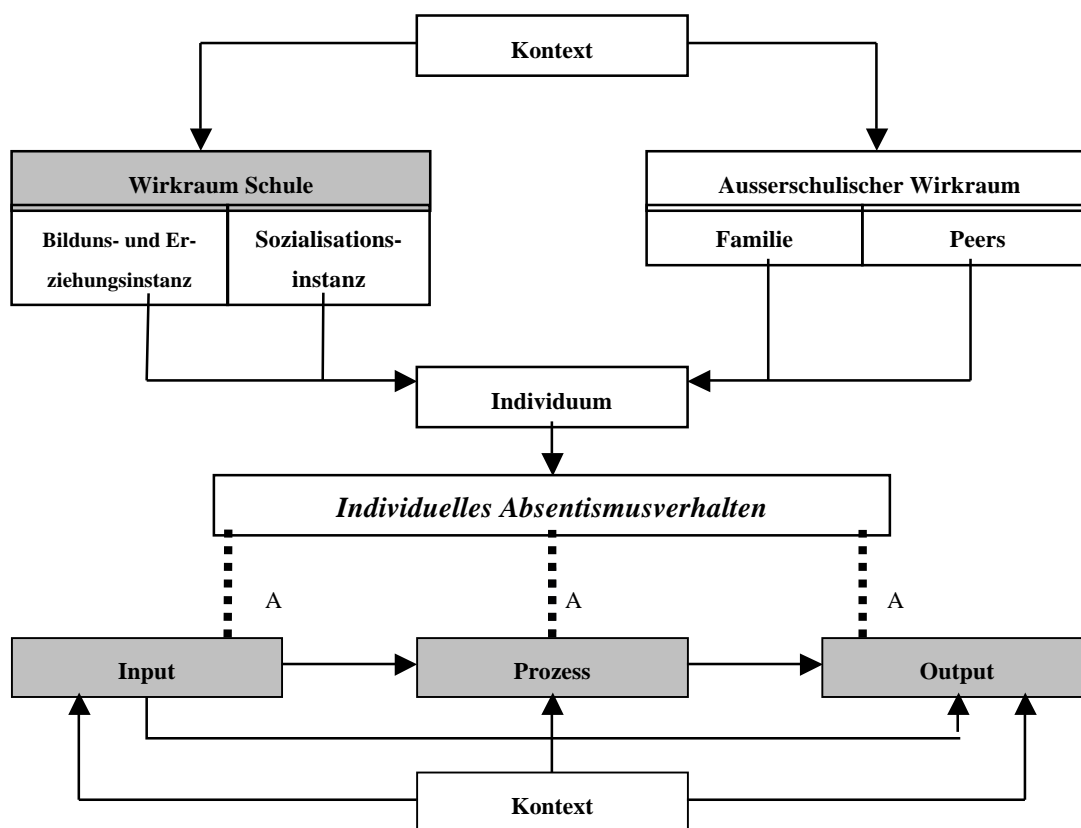 Kontext
Wirkraum Schule
Ausserschulischer Wirkraum
Bilduns- und Er-
ziehungsinstanz
Sozialisations-
instanz
Familie
Peers
Individuum
Individuelles Absentismusverhalten
A
A
A
Input
Prozess
Output
Kontext